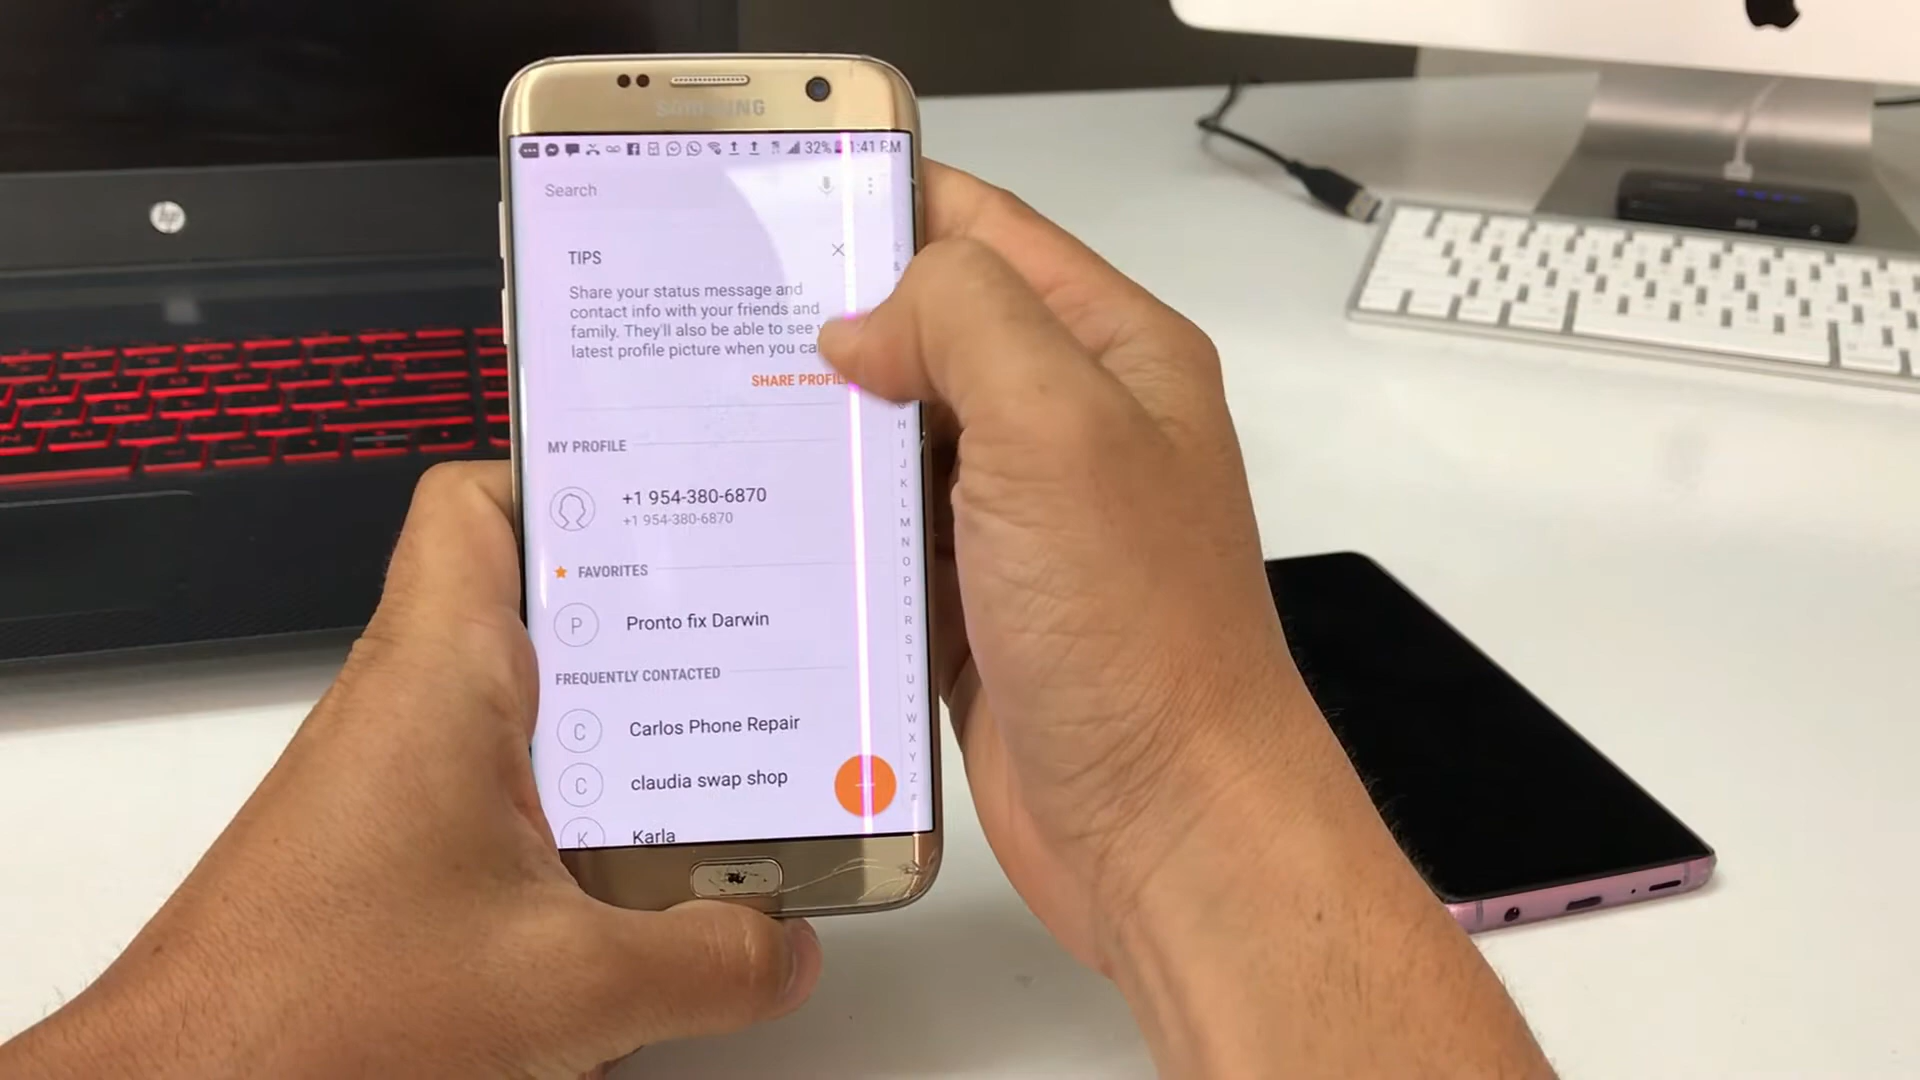 SAMSUNG
32% 1:41 PM
Search
TIPS
Share your status message and
contact info with your friends and
family. They'll also be able to see
latest profile picture when you
SHARE
MY PROFILE
+1 954-380-6870
+1 954-380-6870
FAVORITES
P
Pronto fix Darwin
FREQUENTLY CONTACTED
C
Carlos Phone Repair
C
claudia swap shop
K
Karla
&
H
I
J
K
L
M
N
O
P
Q
R
S
T
U
V
W
X
Y
Z
#
hp